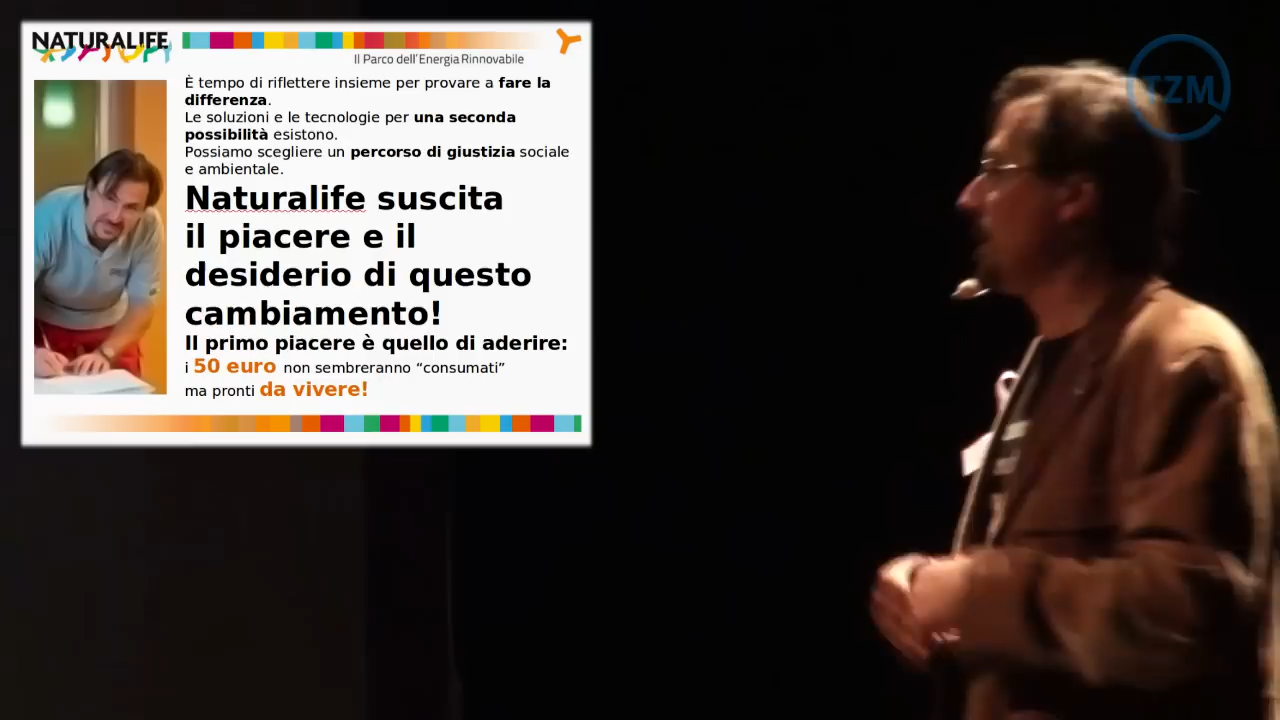 NATURALIFE
Il Parco dell'Energia Rinnovabile
TZM
È tempo di riflettere insieme per provare a fare la
differenza.
Le soluzioni e le tecnologie per una seconda
possibilità esistono.
Possiamo scegliere un percorso di giustizia sociale
e ambientale.
Naturalife suscita
il piacere e il
desiderio di questo
cambiamento!
Il primo piacere è quello di aderire:
i 50 euro non sembreranno “consumati”
ma pronti da vivere!